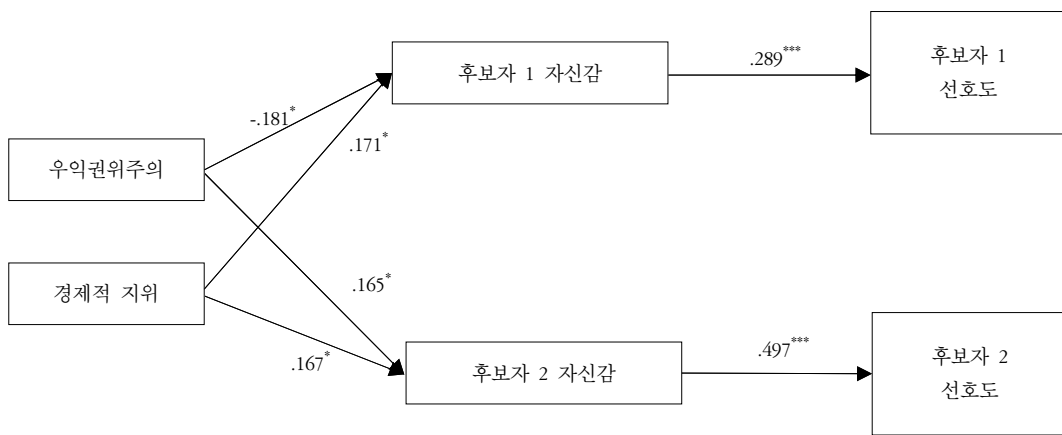 후보자 1 자신감
.289***
후보자 1
선호도
-.181*
.171*
우익권위주의
경제적 지위
.165*
.167*
후보자 2 자신감
.497***
후보자 2
선호도